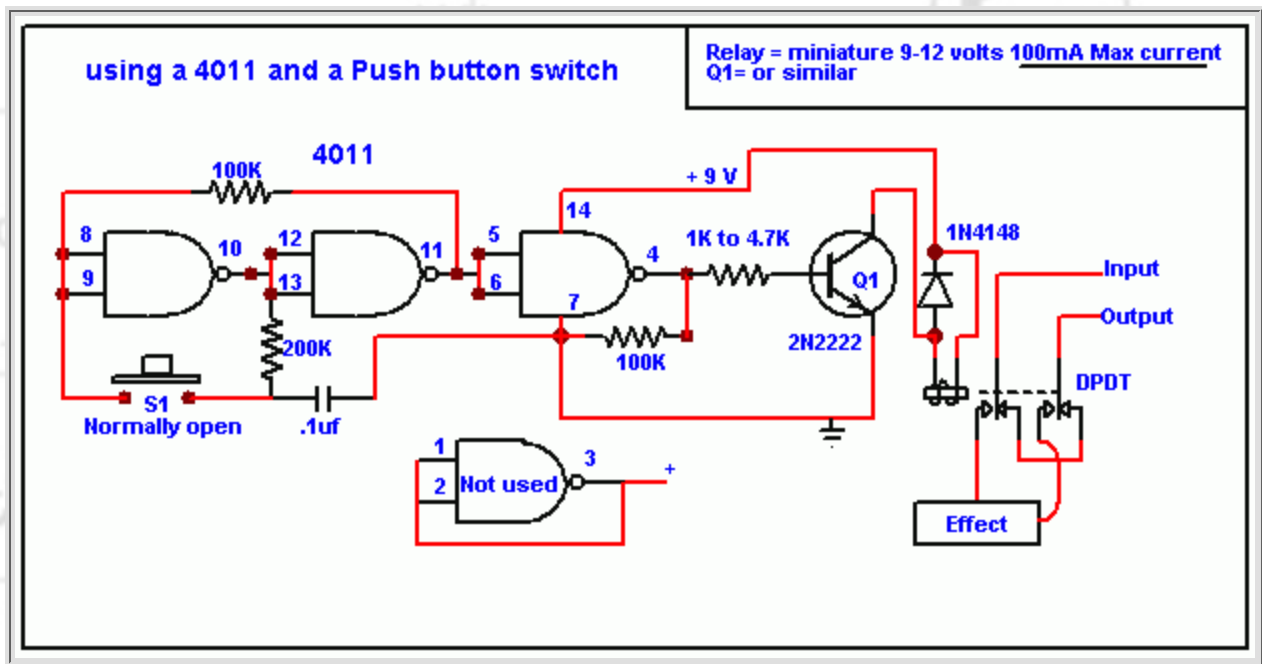 using a 4011 and a Push button switch
Relay = miniature 9-12 volts 100mA Max current
Q1= or similar
4011
100K
+ 9 V
14
8
10
12
11
5
4
1K to 4.7K
1N4148
9
13
6
7
Q1
Input
Output
200K
100K
2N2222
DPDT
S1
Normally open
.1uf
1
3
+
2
Not used
Effect